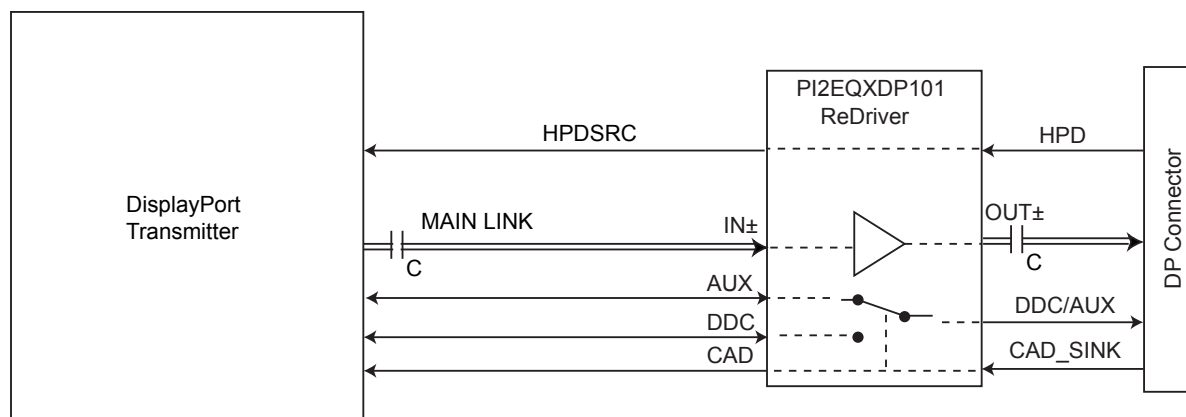 PI2EQXDP101
ReDriver
HPDSRC
HPD
DisplayPort
Transmitter
MAIN LINK
IN±
OUT±
C
C
DP Connector
AUX
DDC
DDC/AUX
CAD
CAD_SINK